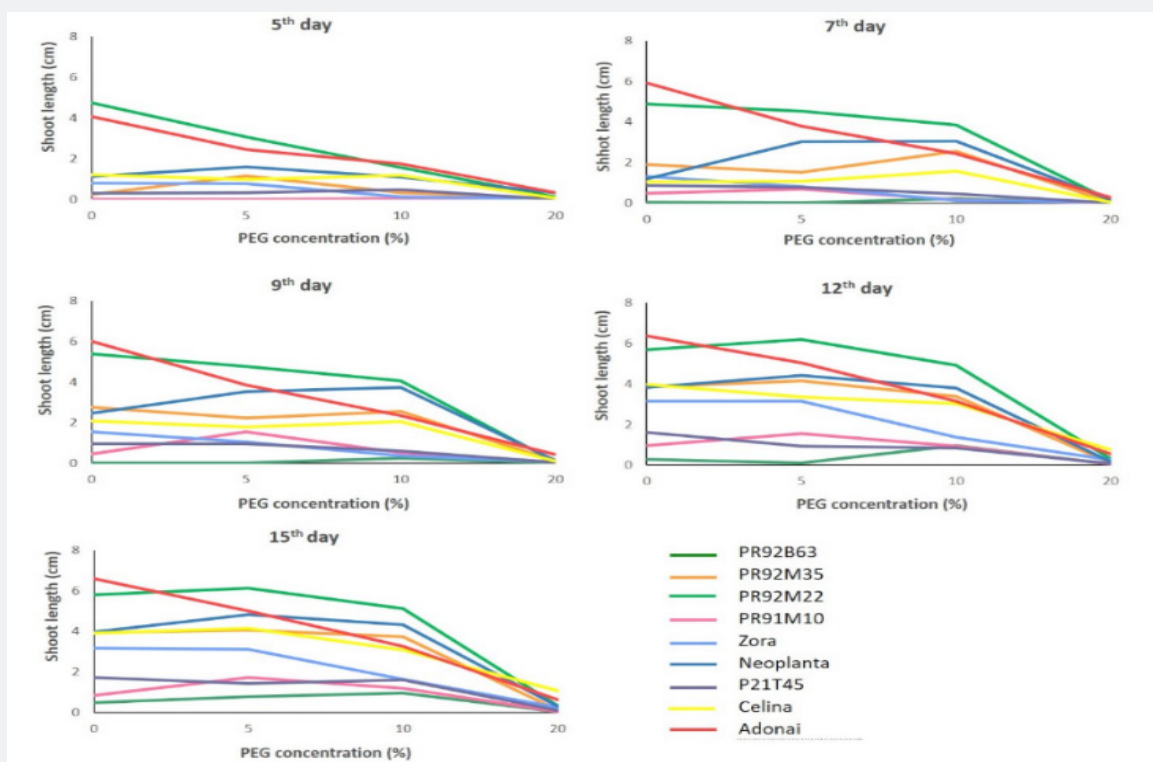 5th day
8
6
4
2
0
Shoot length (cm)
0 5 10 20
PEG concentration (%)
7th day
8
6
4
2
0
Shhot length (cm)
0 5 10 20
PEG concentration (%)
9th day
8
6
4
2
0
Shoot length (cm)
0 5 10 20
PEG concentration (%)
12th day
8
6
4
2
0
Shoot length (cm)
0 5 10 20
PEG concentration (%)
15th day
8
6
4
2
0
Shoot length (cm)
0 5 10 20
PEG concentration (%)
PR92B63
PR92M35
PR92M22
PR91M10
Zora
Neoplanta
P21T45
Celina
Adonai